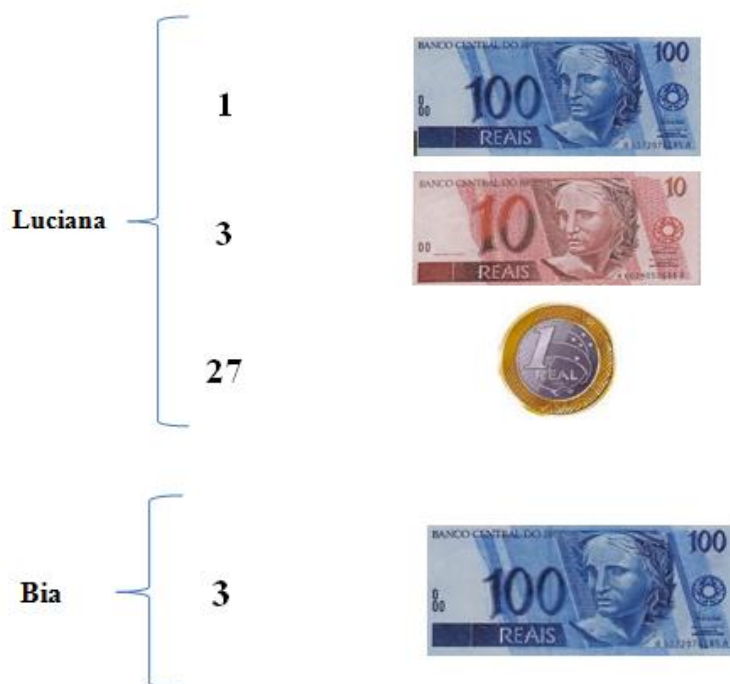 1
BANCO CENTRAL DO
100
100
REAIS
Luciana
3
BANCO CENTRAL DO
10
10
REAIS
27
1
REAL
Bia
3
BANCO CENTRAL DO
100
100
REAIS